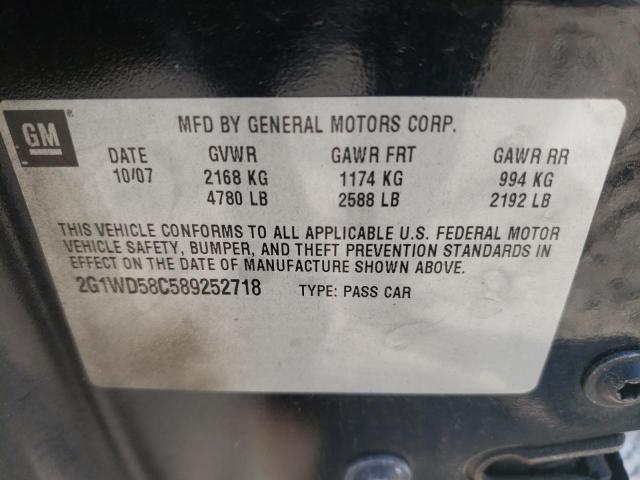 GM
MFD BY GENERAL MOTORS CORP.
DATE GVWR GAWR FRT GAWR RR
10/07 2168 KG 1174 KG 994 KG
4780 LB 2588 LB 2192 LB
THIS VEHICLE CONFORMS TO ALL APPLICABLE U.S. FEDERAL MOTOR
VEHICLE SAFETY, BUMPER, AND THEFT PREVENTION STANDARDS IN
EFFECT ON THE DATE OF MANUFACTURE SHOWN ABOVE.
2G1WD58C589252718 TYPE: PASS CAR